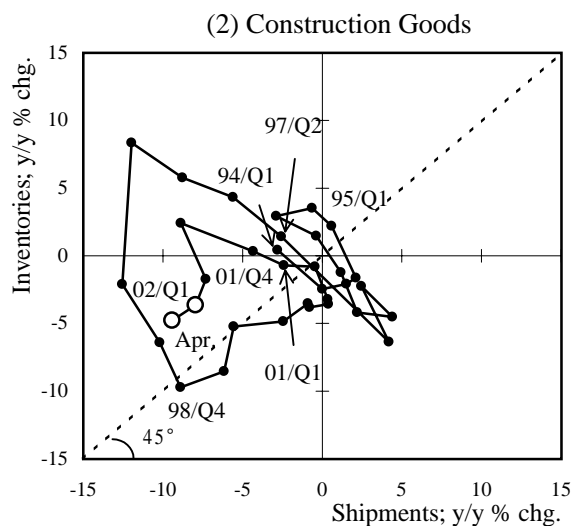 (2) Construction Goods
Inventories; y/y % chg.
15
10
5
0
-5
-10
-15
97/Q2
94/Q1
95/Q1
02/Q1
01/Q4
Apr.
01/Q1
98/Q4
45°
-15
-10
-5
0
5
10
15
Shipments; y/y % chg.